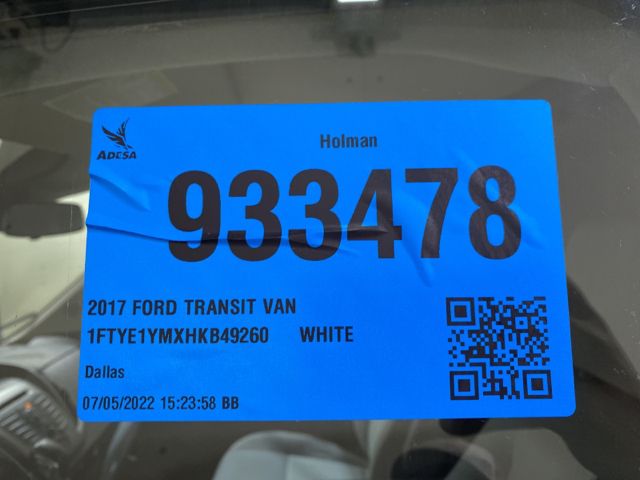 ADESA
Holman
933478
2017 FORD TRANSIT VAN
1FTYE1YMXHKB49260 WHITE
Dallas
07/05/2022 15:23:58 BB